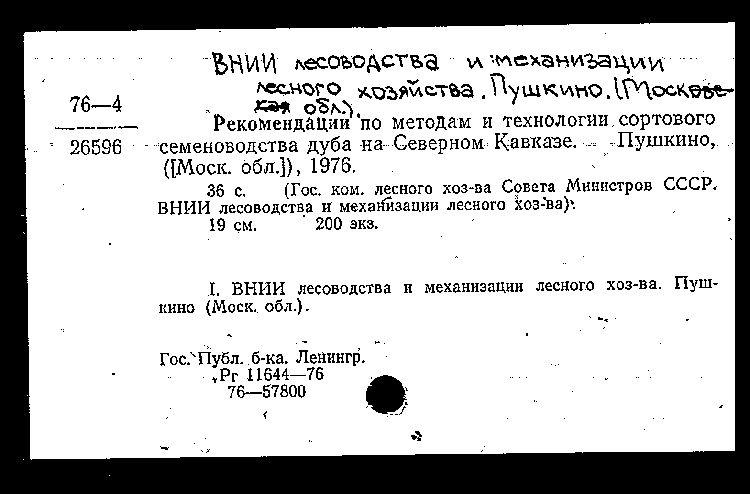 ВНИИ лесоводства и механизации
лесного хозяйства. Пушкино. (Москов-
ская обл.).
76—4
Рекомендации по методам и технологии сортового
26596
семеноводства дуба на Северном Кавказе. — Пушкино,
([Моск. обл.]), 1976.
36 с. (Гос. ком. лесного хоз-ва Совета Министров СССР.
ВНИИ лесоводства и механизации лесного хоз-ва).
19 см. 200 экз.
I. ВНИИ лесоводства и механизации лесного хоз-ва. Пуш-
кино (Моск. обл.).
Гос. Публ. б-ка. Ленингр.
Рг 11644—76
76—57800